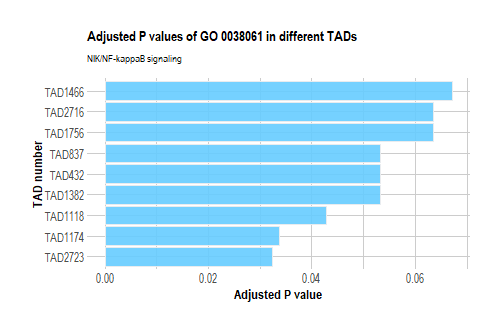 Adjusted P values of GO 0038061 in different TADs
NIK/NF-kappaB signaling
TAD number
TAD1466
TAD2716
TAD1756
TAD837
TAD432
TAD1382
TAD1118
TAD1174
TAD2723
0.00 0.02 0.04 0.06
Adjusted P value